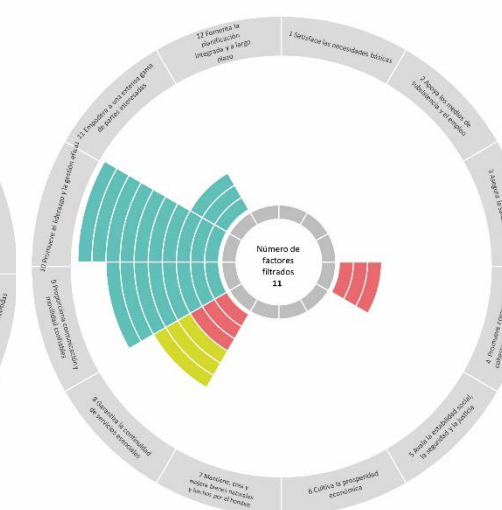 12 Fomenta la
planificación
integrada y a largo
plazo
1 Satisface las necesidades básicas
2 Apoya los medios de
subsistencia y el empleo
3 Asegura la
4 Promueve
5 Avala la estabilidad social,
la seguridad y la justicia
6 Cultiva la prosperidad
económica
7 Mantiene, crea y
mejora bienes naturales
y hechos por el hombre
8 Garantiza la continuidad
de servicios esenciales
9 Proporciona comunicación y
movilidad confiables
10 Promueve el liderazgo y la gestión eficaz
11 Empodera a una extensa gama
de partes interesadas
Número de
factores
filtrados
11